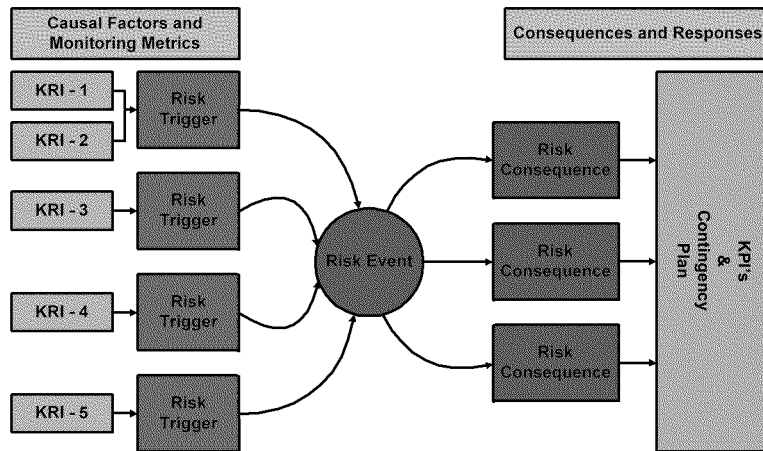 Causal Factors and
Monitoring Metrics
Consequences and Responses
KRI - 1
KRI - 2
Risk
Trigger
KRI - 3
Risk
Trigger
KRI - 4
Risk
Trigger
KRI - 5
Risk
Trigger
Risk Event
Risk
Consequence
Risk
Consequence
Risk
Consequence
KPI's
&
Contingency
Plan